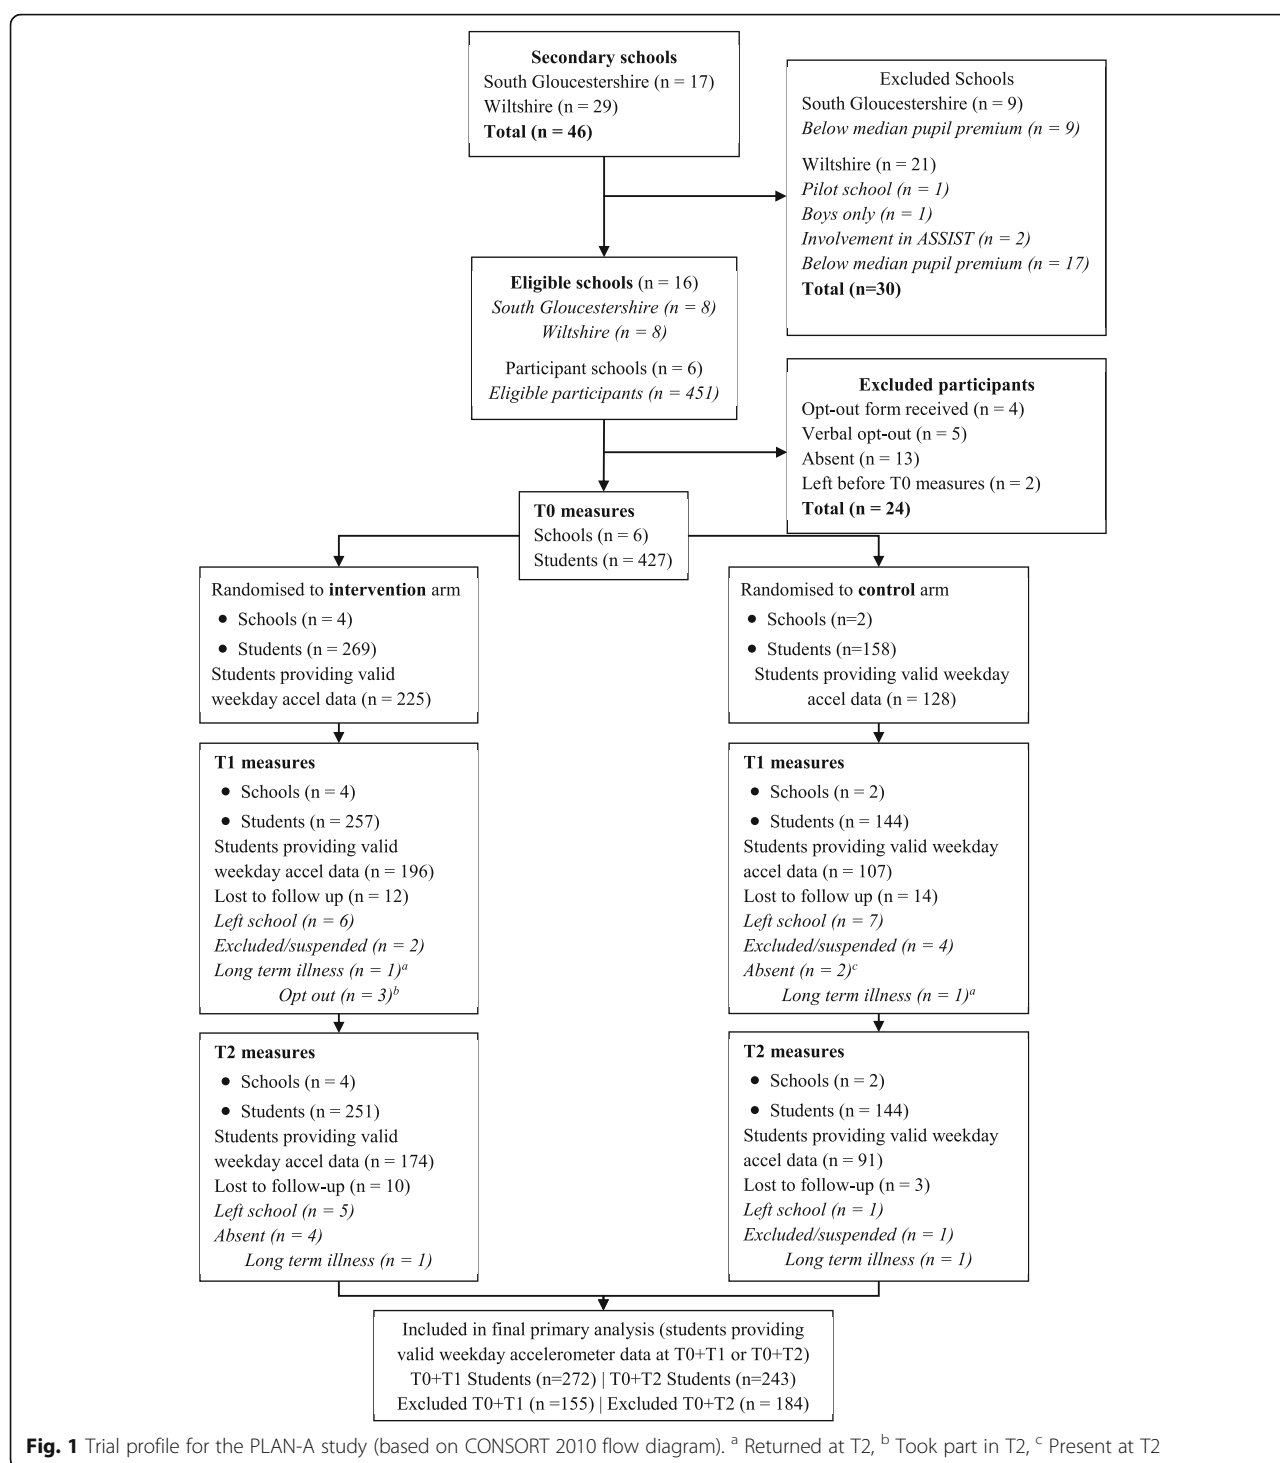 Secondary schools
South Gloucestershire (n = 17)
Wiltshire (n = 29)
Total (n = 46)
Excluded Schools
South Gloucestershire (n = 9)
Below median pupil premium (n = 9)
Wiltshire (n = 21)
Pilot school (n = 1)
Boys only (n = 1)
Involvement in ASSIST (n = 2)
Below median pupil premium (n = 17)
Total (n=30)
Eligible schools (n = 16)
South Gloucestershire (n = 8)
Wiltshire (n = 8)
Participant schools (n = 6)
Eligible participants (n = 451)
Excluded participants
Opt-out form received (n = 4)
Verbal opt-out (n = 5)
Absent (n = 13)
Left before T0 measures (n = 2)
Total (n = 24)
T0 measures
Schools (n = 6)
Students (n = 427)
Randomised to intervention arm
• Schools (n = 4)
• Students (n = 269)
Students providing valid
weekday accel data (n = 225)
Randomised to control arm
• Schools (n=2)
• Students (n=158)
Students providing valid weekday
accel data (n = 128)
T1 measures
• Schools (n = 4)
• Students (n = 257)
Students providing valid
weekday accel data (n = 196)
Lost to follow up (n = 12)
Left school (n = 6)
Excluded/suspended (n = 2)
Long term illness (n = 1)a
Opt out (n = 3)b
T1 measures
• Schools (n = 2)
• Students (n = 144)
Students providing valid weekday
accel data (n = 107)
Lost to follow up (n = 14)
Left school (n = 7)
Excluded/suspended (n = 4)
Absent (n = 2)c
Long term illness (n = 1)a
T2 measures
• Schools (n = 4)
• Students (n = 251)
Students providing valid
weekday accel data (n = 174)
Lost to follow-up (n = 10)
Left school (n = 5)
Absent (n = 4)
Long term illness (n = 1)
T2 measures
• Schools (n = 2)
• Students (n = 144)
Students providing valid weekday
accel data (n = 91)
Lost to follow-up (n = 3)
Left school (n = 1)
Excluded/suspended (n = 1)
Long term illness (n = 1)
Included in final primary analysis (students providing
valid weekday accelerometer data at T0+T1 or T0+T2)
T0+T1 Students (n=272) | T0+T2 Students (n=243)
Excluded T0+T1 (n =155) | Excluded T0+T2 (n = 184)
Fig. 1 Trial profile for the PLAN-A study (based on CONSORT 2010 flow diagram). a Returned at T2, b Took part in T2, c Present at T2